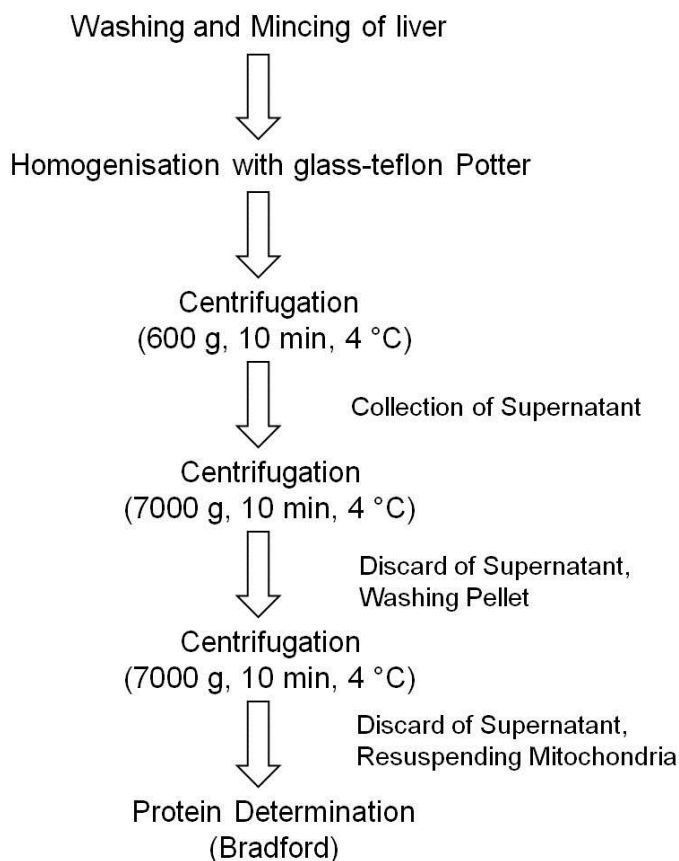 Washing and Mincing of liver
Homogenisation with glass-teflon Potter
Centrifugation
(600 g, 10 min, 4 °C)
Collection of Supernatant
Centrifugation
(7000 g, 10 min, 4 °C)
Discard of Supernatant,
Washing Pellet
Centrifugation
(7000 g, 10 min, 4 °C)
Discard of Supernatant,
Resuspending Mitochondria
Protein Determination
(Bradford)